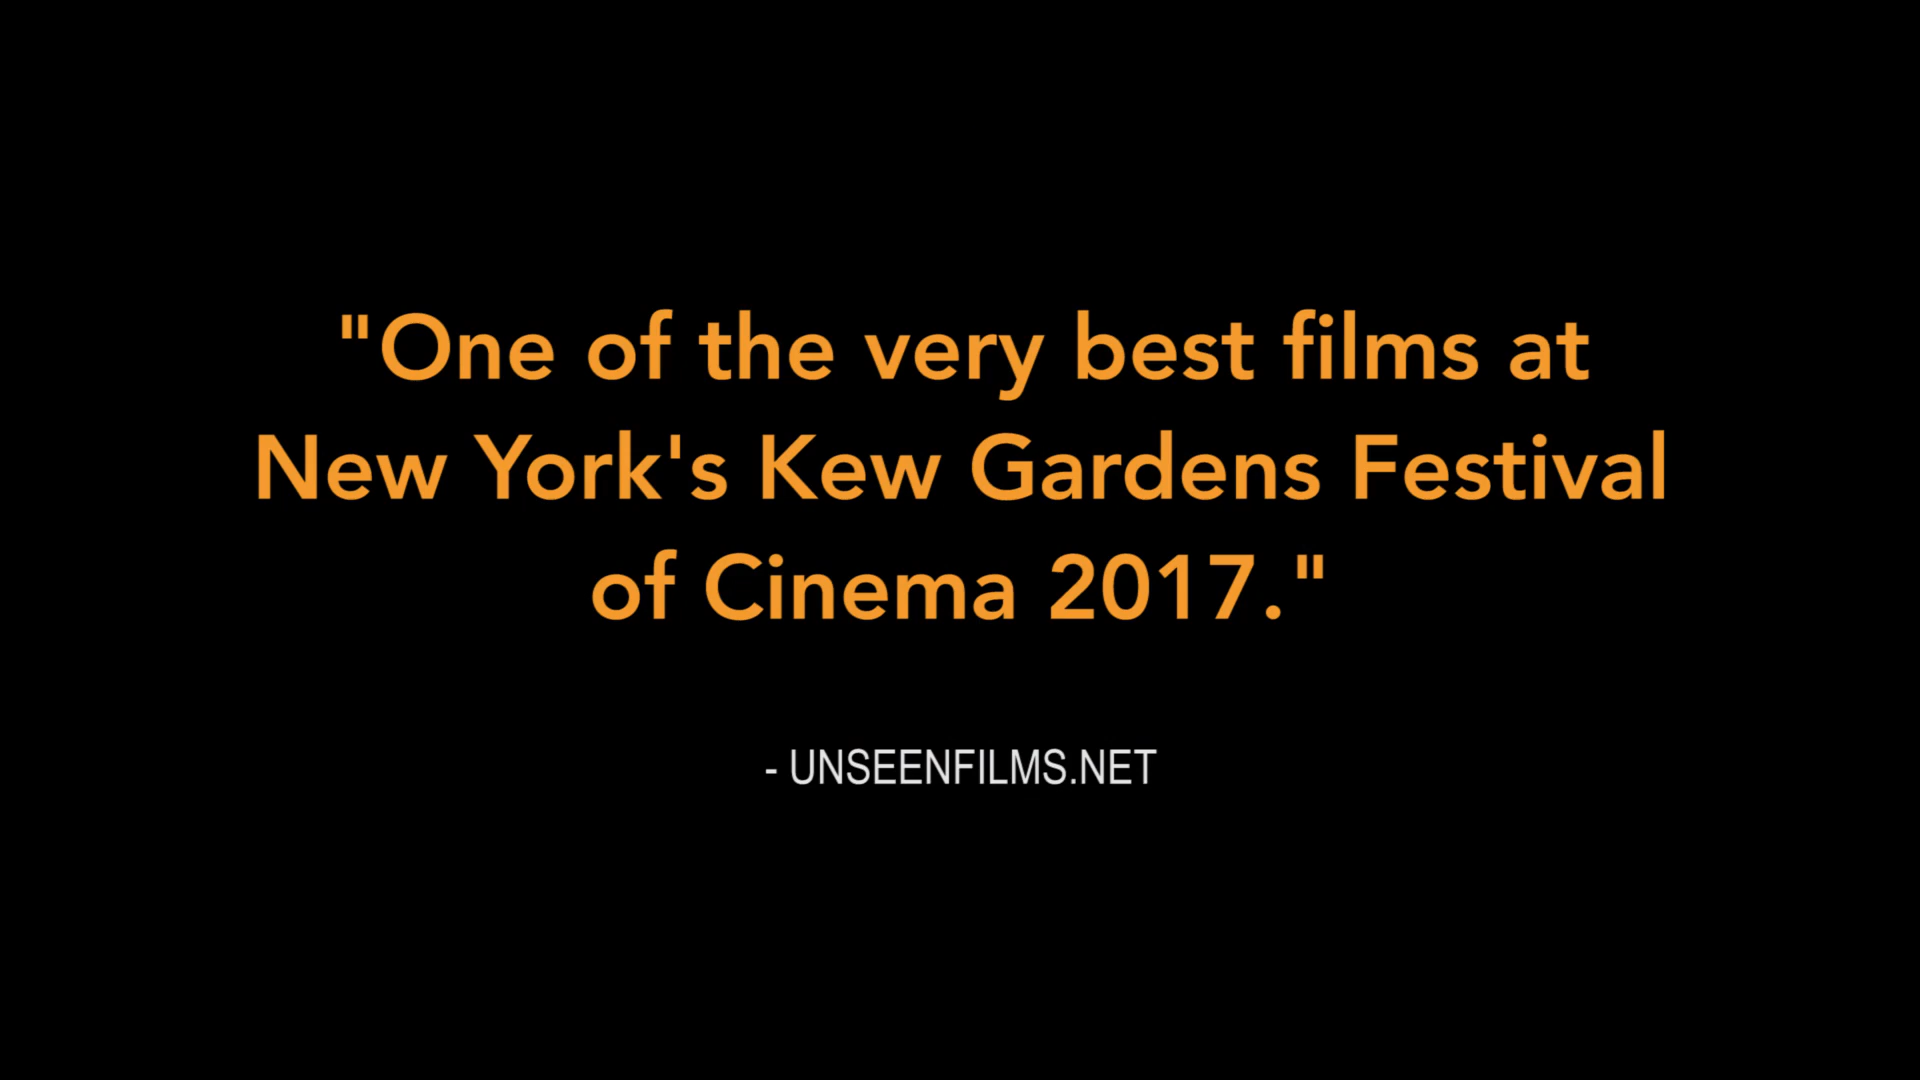 "One of the very best films at
New York's Kew Gardens Festival
of Cinema 2017."
- UNSEENFILMS.NET